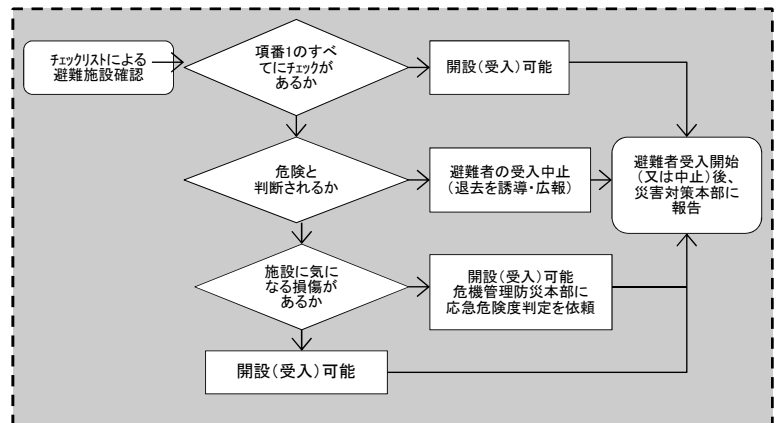 チェックリストによる
避難施設確認
項番1のすべ
てにチェックが
あるか
開設(受入)可能
危険と
判断されるか
避難者の受入中止
(退去を誘導・広報)
避難者受入開始
(又は中止)後、
災害対策本部に
報告
施設に気に
なる損傷が
あるか
開設(受入)可能
危機管理防災本部に
応急危険度判定を依頼
開設(受入)可能